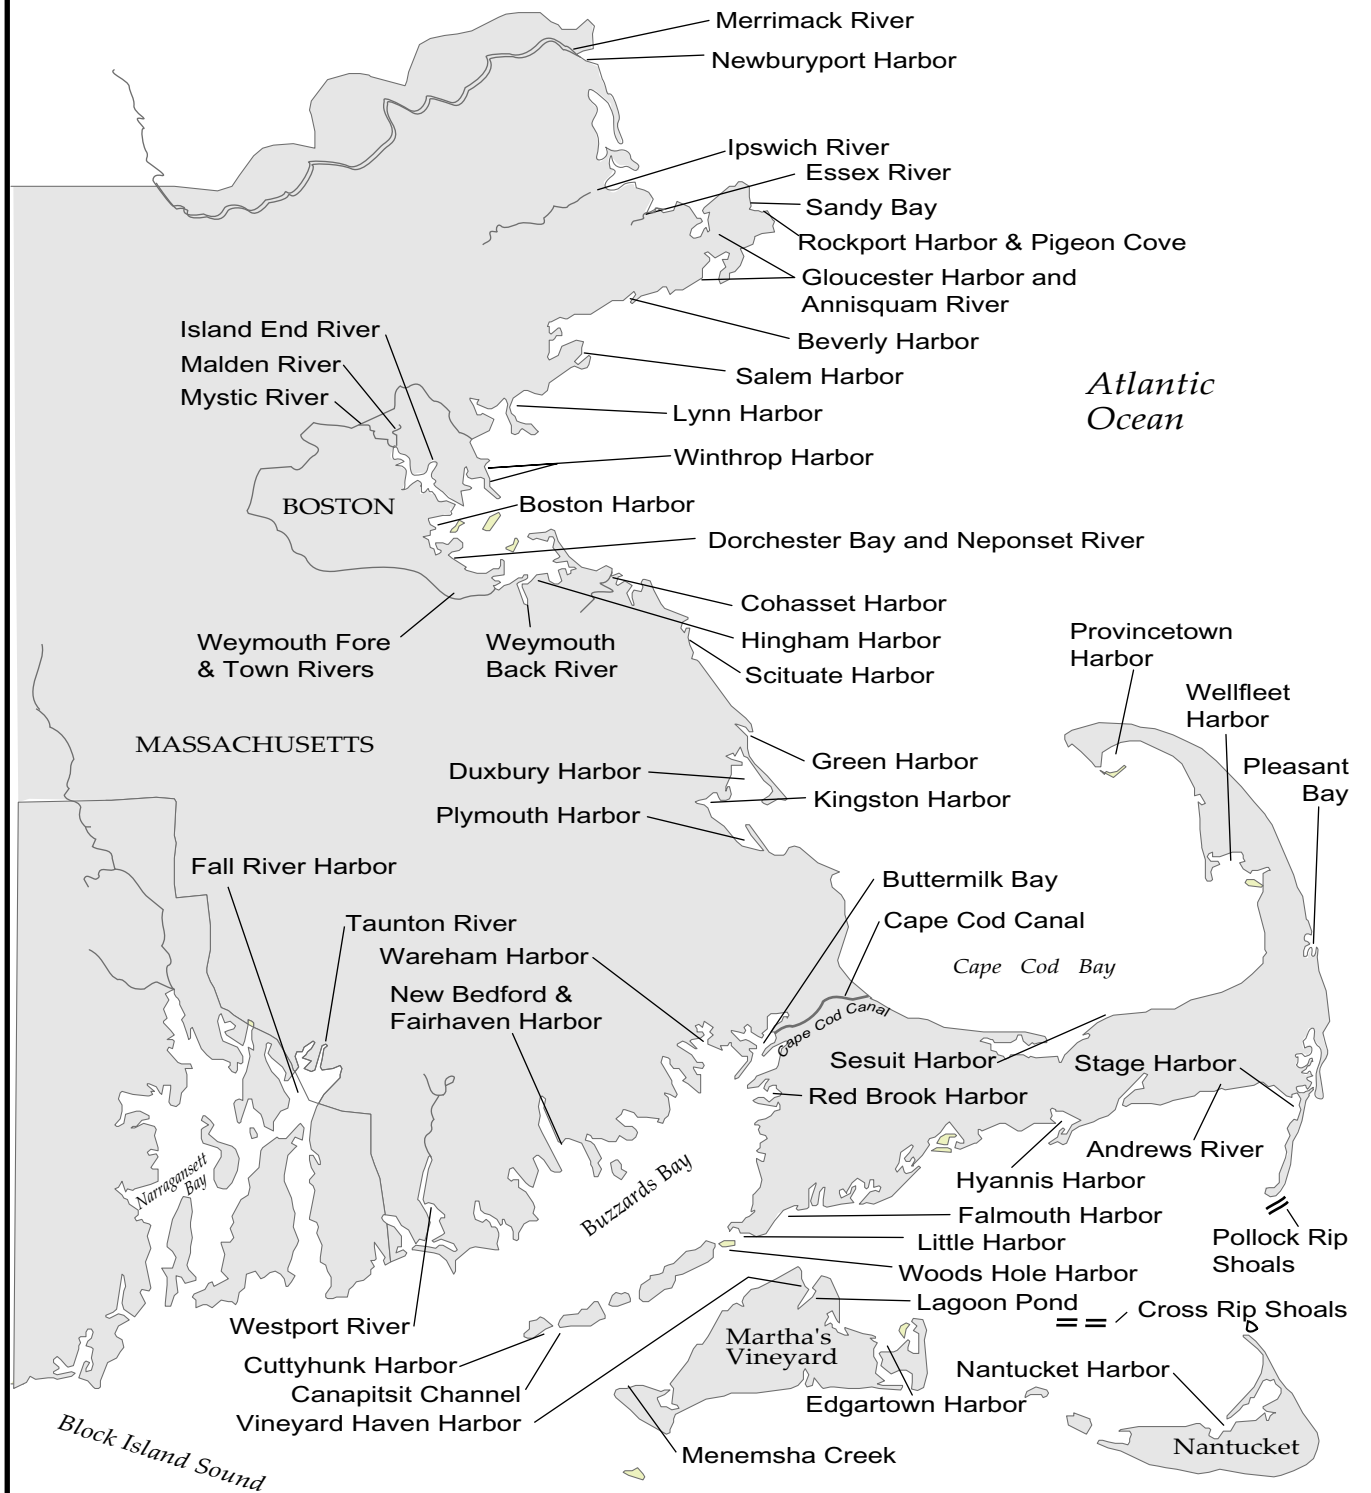 Merrimack River
Newburyport Harbor
Ipswich River
Essex River
Sandy Bay
Rockport Harbor & Pigeon Cove
Gloucester Harbor and
Annisquam River
Island End River
Beverly Harbor
Malden River
Salem Harbor
Mystic River
Atlantic
Ocean
Lynn Harbor
Winthrop Harbor
BOSTON
Boston Harbor
Dorchester Bay and Neponset River
Cohasset Harbor
Weymouth Fore
& Town Rivers
Weymouth
Back River
Hingham Harbor
Scituate Harbor
Provincetown
Harbor
Wellfleet
Harbor
MASSACHUSETTS
Green Harbor
Pleasant
Bay
Duxbury Harbor
Kingston Harbor
Plymouth Harbor
Fall River Harbor
Buttermilk Bay
Taunton River
Cape Cod Canal
Wareham Harbor
Cape Cod Bay
New Bedford &
Fairhaven Harbor
Cape Cod Canal
Sesuit Harbor
Stage Harbor
Red Brook Harbor
Andrews River
Narragansett
Bay
Buzzards Bay
Hyannis Harbor
Falmouth Harbor
Little Harbor
Pollock Rip
Shoals
Woods Hole Harbor
Lagoon Pond
Cross Rip Shoals
Westport River
Martha's
Vineyard
Cuttyhunk Harbor
Nantucket Harbor
Canapitsit Channel
Edgartown Harbor
Vineyard Haven Harbor
Block Island Sound
Menemsha Creek
Nantucket